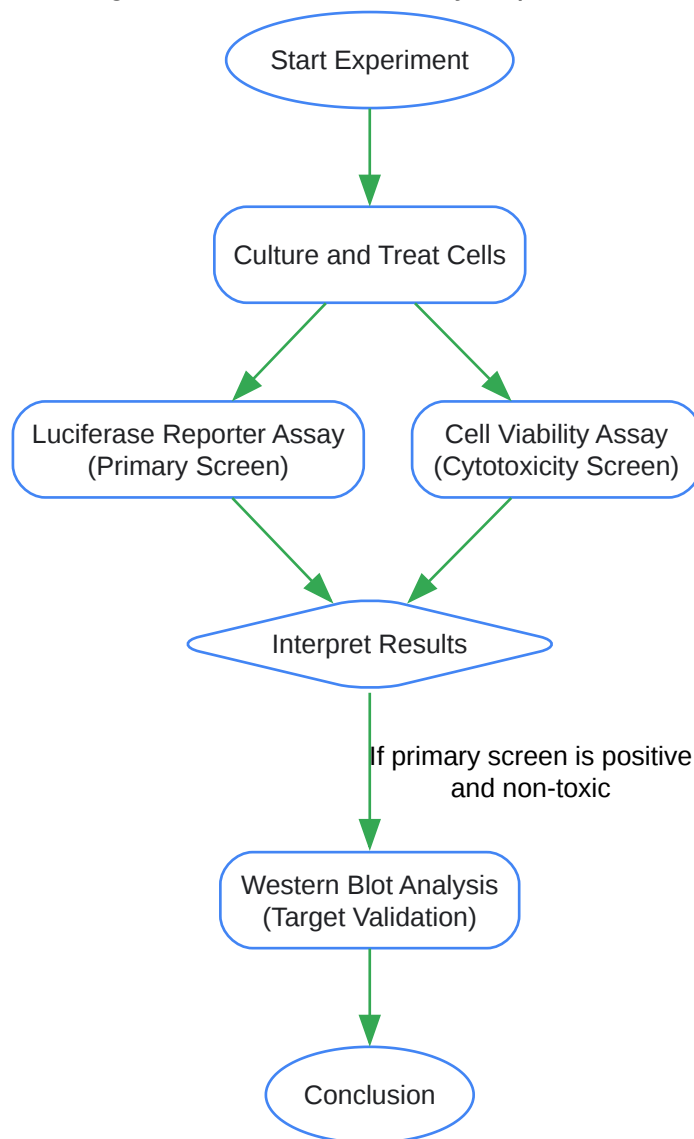 Start Experiment
Culture and Treat Cells
Luciferase Reporter Assay
(Primary Screen)
Cell Viability Assay
(Cytotoxicity Screen)
Interpret Results
If primary screen is positive
and non-toxic
Western Blot Analysis
(Target Validation)
Conclusion